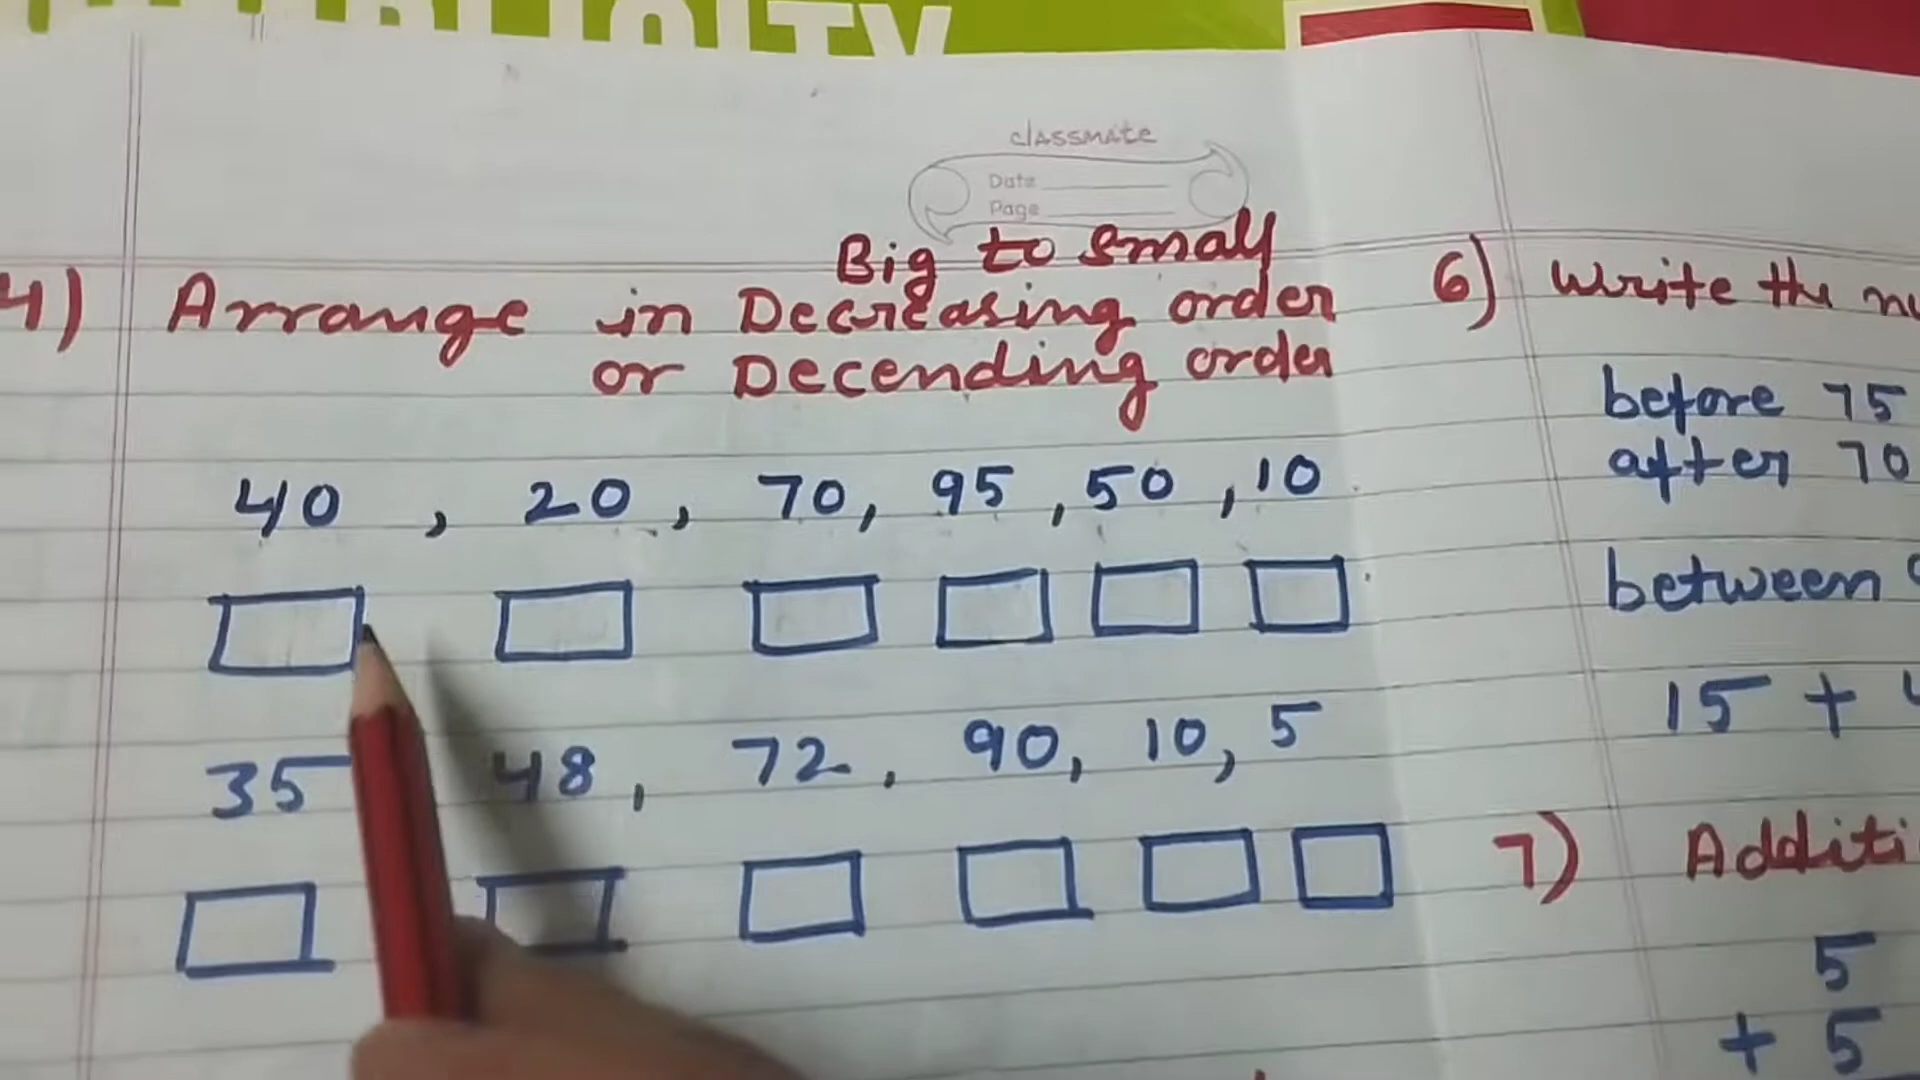 classmate
Date
Page
Big to small
4) Arrange in Decreasing order
or Decending order
40 , 20 , 70, 95 , 50 , 10
35 48 , 72 , 90, 10, 5
6) Write the
before 75
after 70
between
15 +
7) Additi
5
+ 5